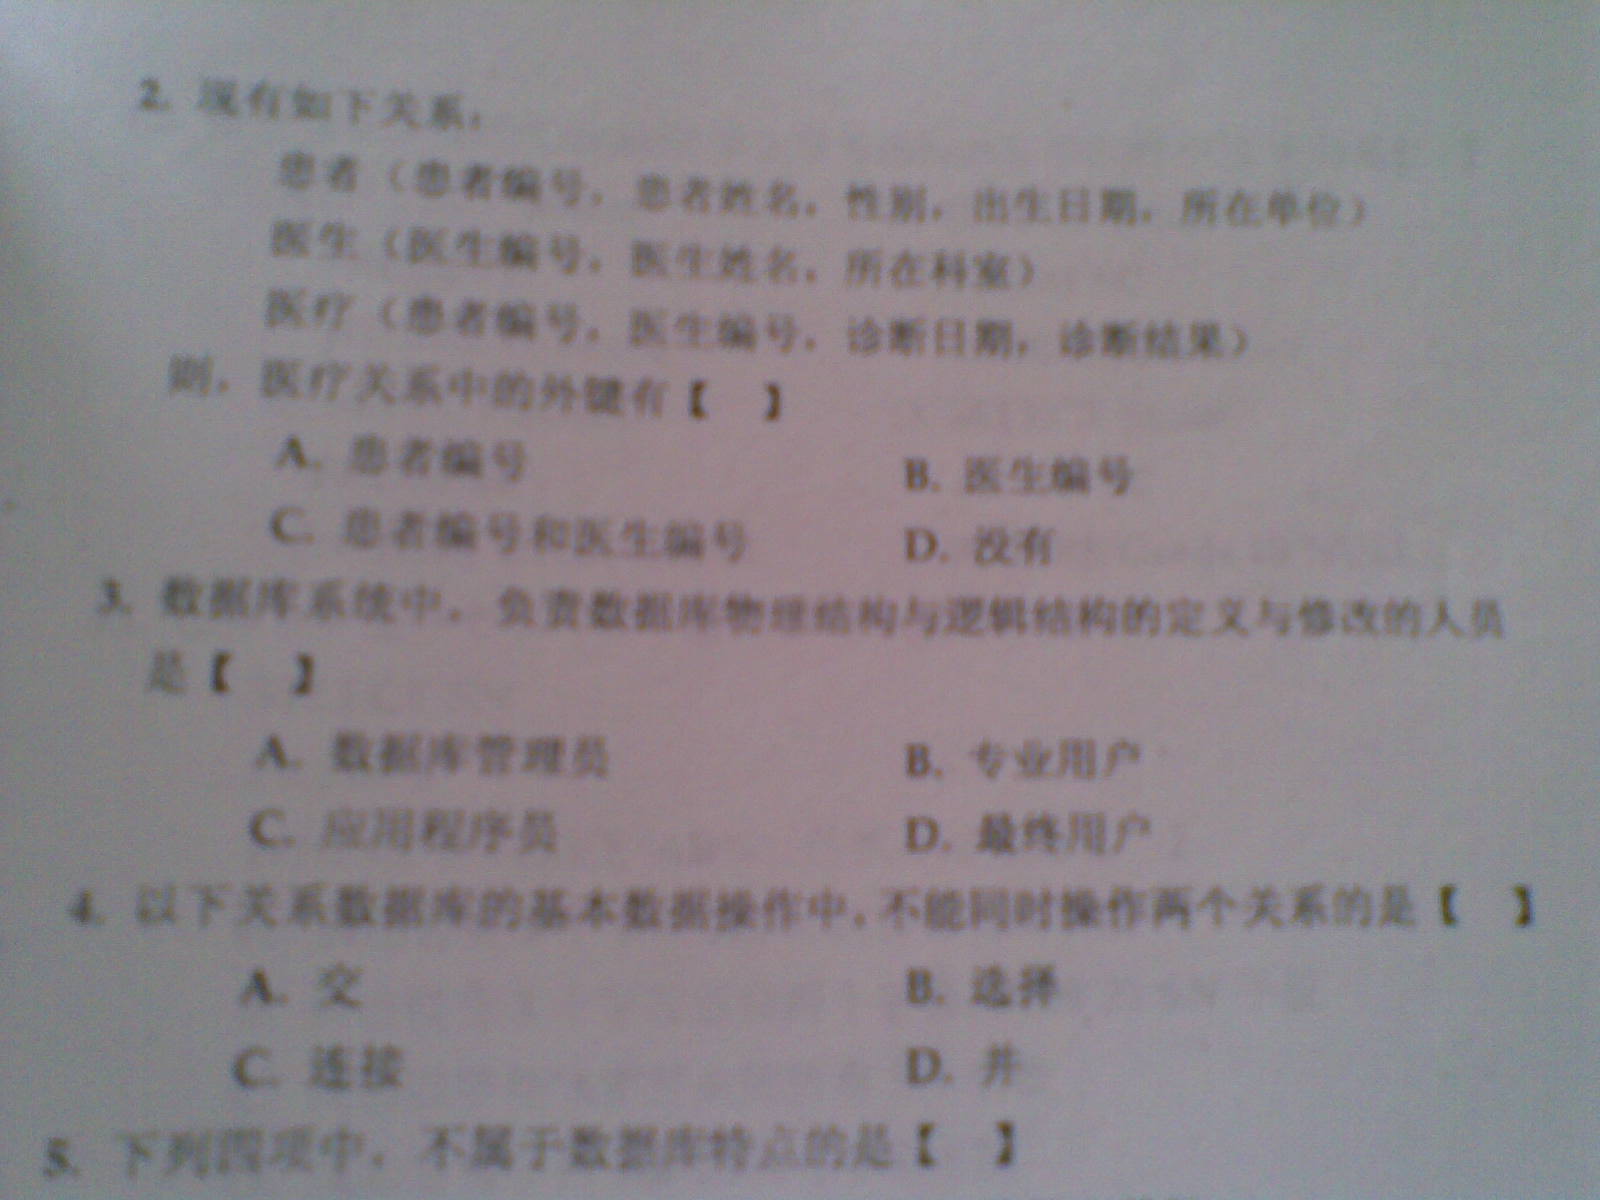 2. 现有如下关系:
患者（患者编号，患者姓名，性别，出生日期，所在单位）
医生（医生编号，医生姓名，所在科室）
医疗（患者编号，医生编号，诊断日期，诊断结果）
则，医疗关系中的外键有【 】
A. 患者编号 B. 医生编号
C. 患者编号和医生编号 D. 没有
3. 数据库系统中，负责数据库物理结构与逻辑结构的定义与修改的人员
是【 】
A. 数据库管理员 B. 专业用户
C. 应用程序员 D. 最终用户
4. 以下关系数据库的基本数据操作中，不能同时操作两个关系的是【 】
A. 交 B. 选择
C. 连接 D. 并
5. 下列四项中，不属于数据库特点的是【 】